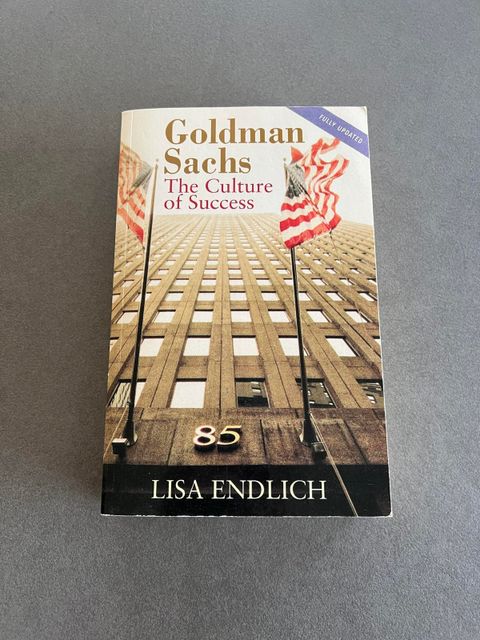 FULLY UPDATED
Goldman
Sachs
The Culture
of Success
85
LISA ENDLICH